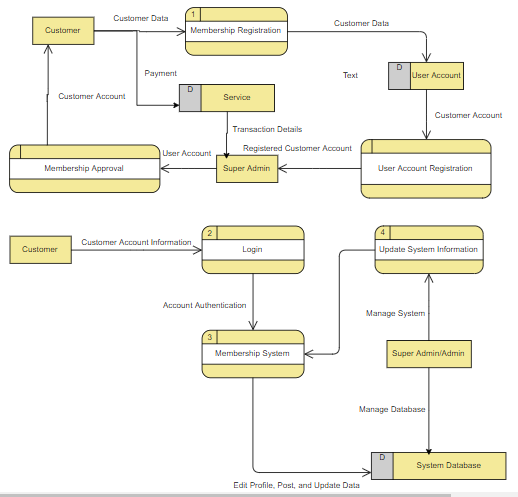 Customer Data
1
Customer
Membership Registration
Customer Data
Payment
D
Service
Text
D
User Account
Customer Account
Customer Account
Transaction Details
User Account
Registered Customer Account
Membership Approval
Super Admin
User Account Registration
2
4
Customer
Customer Account Information
Login
Update System Information
Account Authentication
Manage System
3
Membership System
Super Admin/Admin
Manage Database
D
System Database
Edit Profile, Post, and Update Data